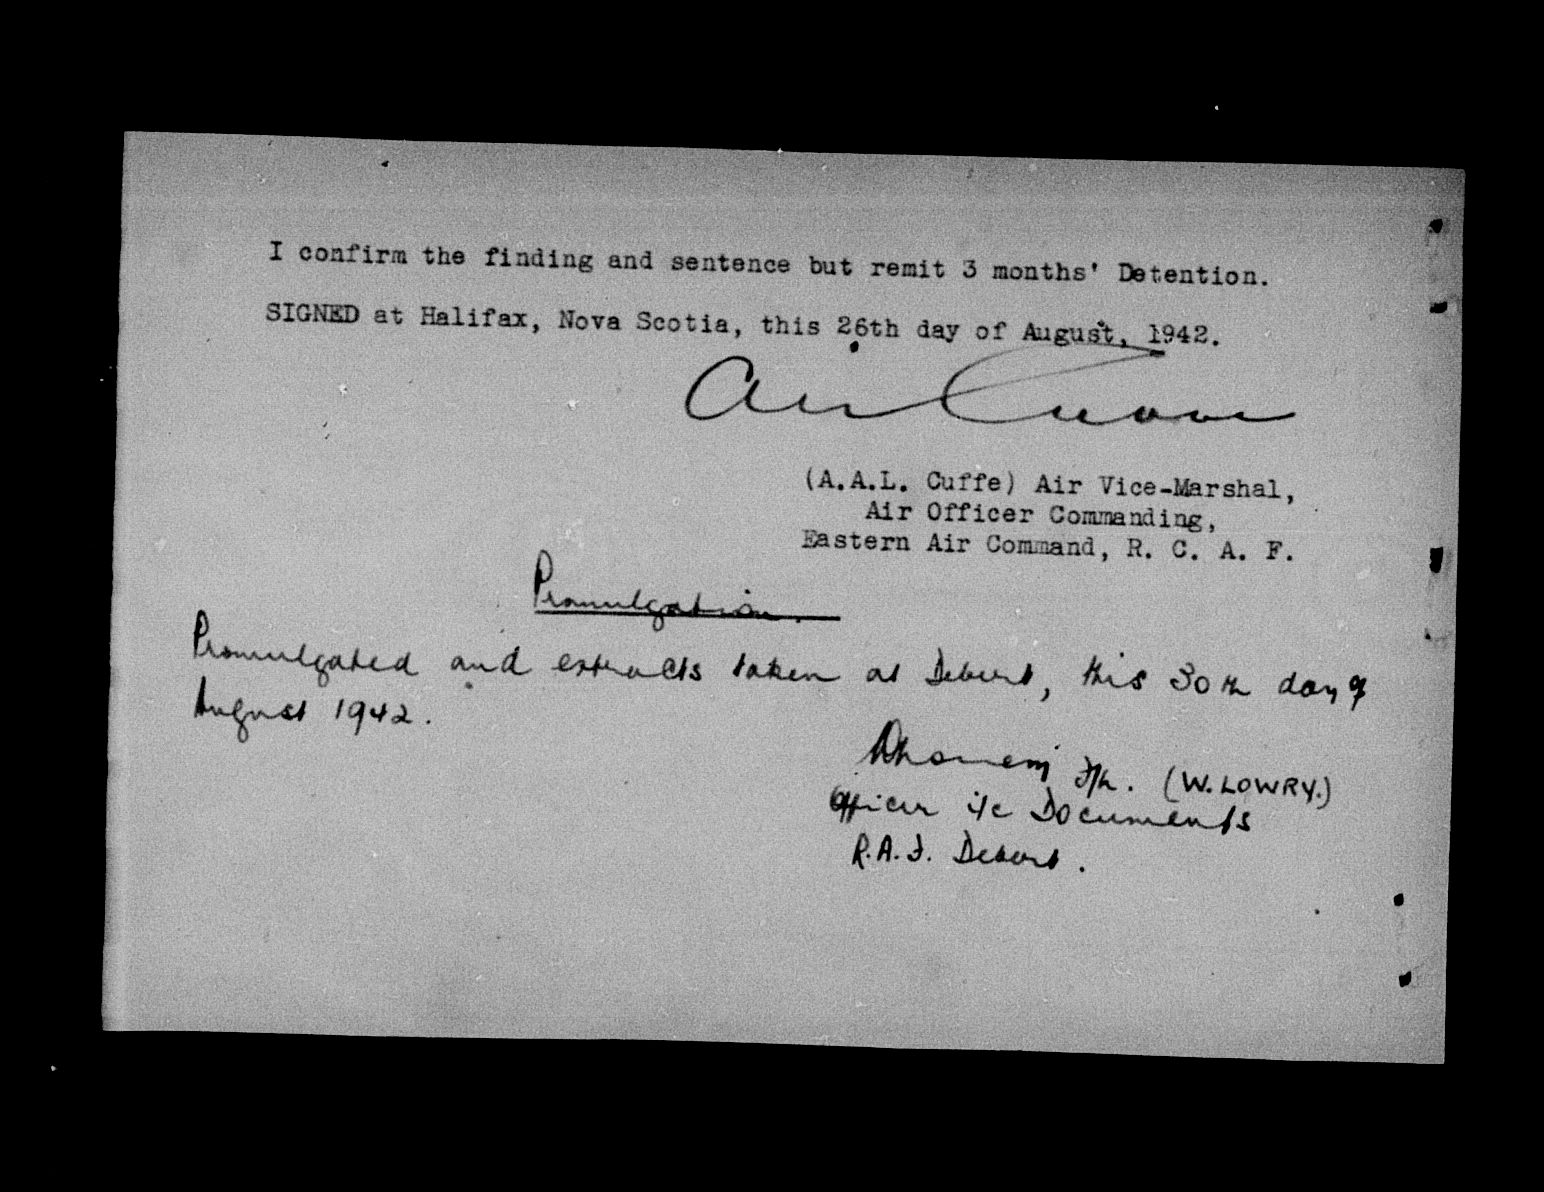 I confirm the finding and sentence but remit 3 months' Detention.
SIGNED at Halifax, Nova Scotia, this 26th day of August, 1942.
(A.A.L. Cuffe) Air Vice-Marshal,
Air Officer Commanding,
Eastern Air Command, R. C. A. F.
Promulgation.
Promulgated and extracts taken at Debert, this 30th day of
August 1942.
F/Lt. (W. LOWRY.)
Officer i/c Documents
R.A.F. Debert.